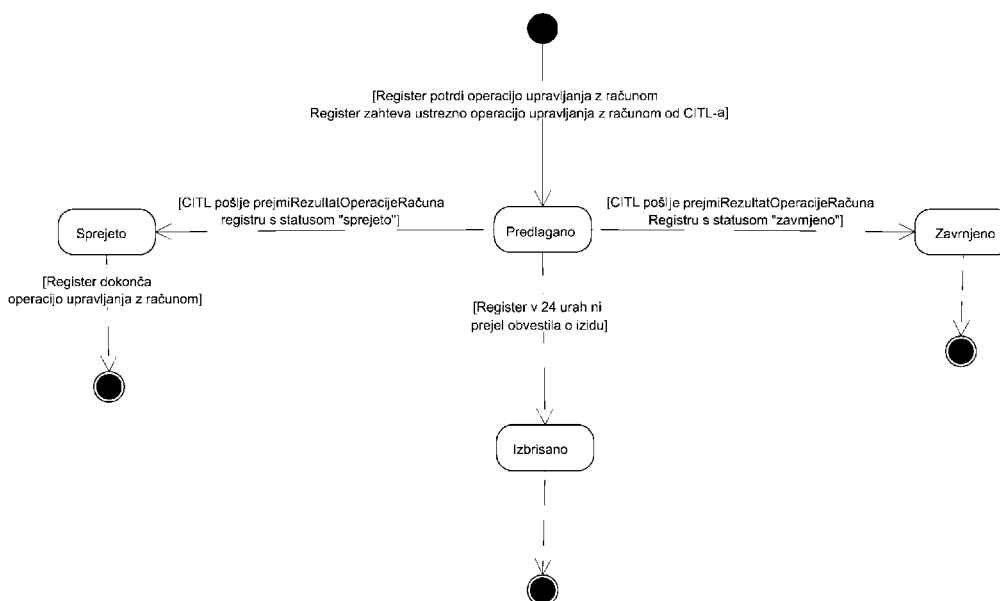 [Register potrdi operacijo upravljanja z računom
Register zahteva ustrezno operacijo upravljanja z računom od CITL-a]
[CITL pošlje prejmiRezultatOperacijeRačuna
registru s statusom "sprejeto"]
[CITL pošlje prejmiRezultatOperacijeRačuna
Registru s statusom "zavrnjeno"]
Sprejeto
Predlagano
Zavrnjeno
[Register dokonča
operacijo upravljanja z računom]
[Register v 24 urah ni
prejel obvestila o izidu]
Izbrisano